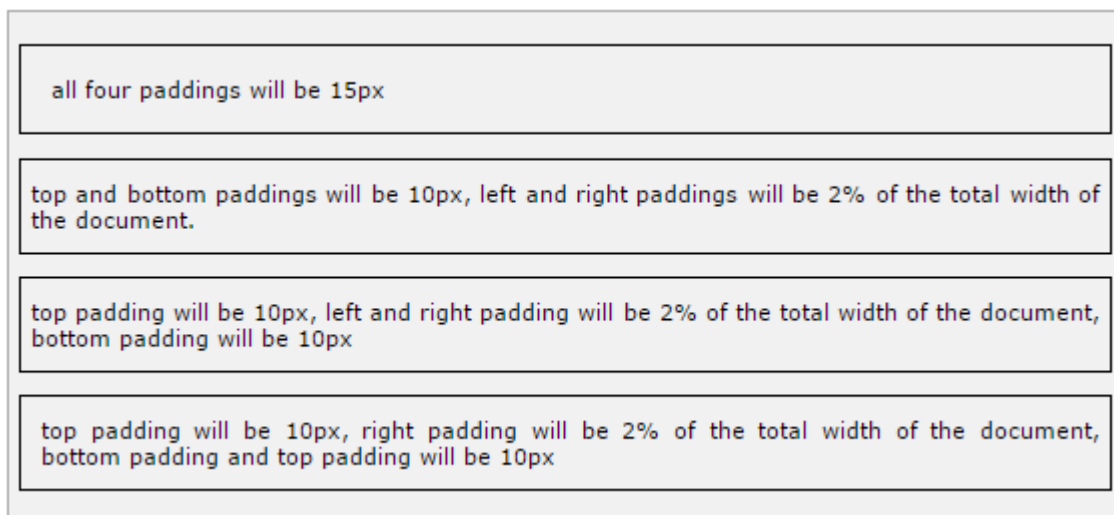 all four paddings will be 15px
top and bottom paddings will be 10px, left and right paddings will be 2% of the total width of
the document.
top padding will be 10px, left and right padding will be 2% of the total width of the document,
bottom padding will be 10px
top padding will be 10px, right padding will be 2% of the total width of the document,
bottom padding and top padding will be 10px